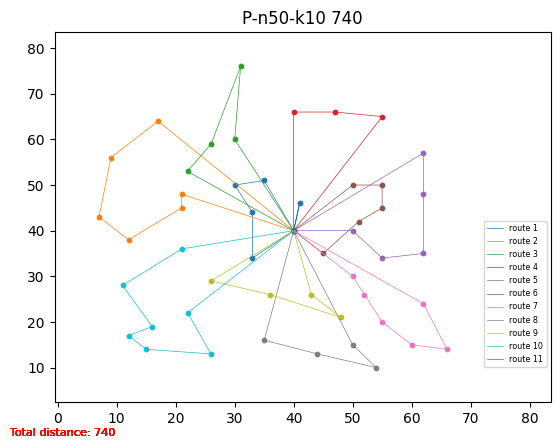 P-n50-k10 740
80
70
60
50
40
30
20
10
0 10 20 30 40 50 60 70 80
route 1
route 2
route 3
route 4
route 5
route 6
route 7
route 8
route 9
route 10
route 11
Total distance: 740